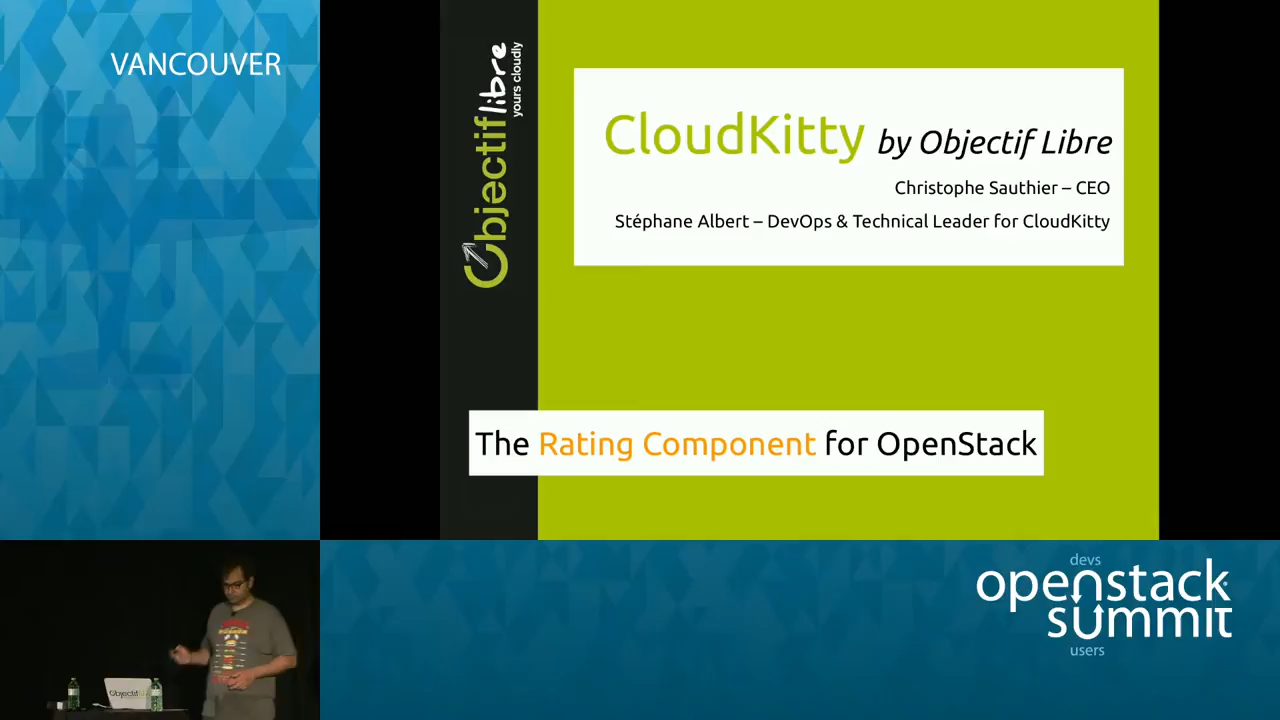 VANCOUVER
Objectif libre
yours cloudly
CloudKitty by Objectif Libre
Christophe Sauthier – CEO
Stéphane Albert – DevOps & Technical Leader for CloudKitty
The Rating Component for OpenStack
devs
openstack
summit
users